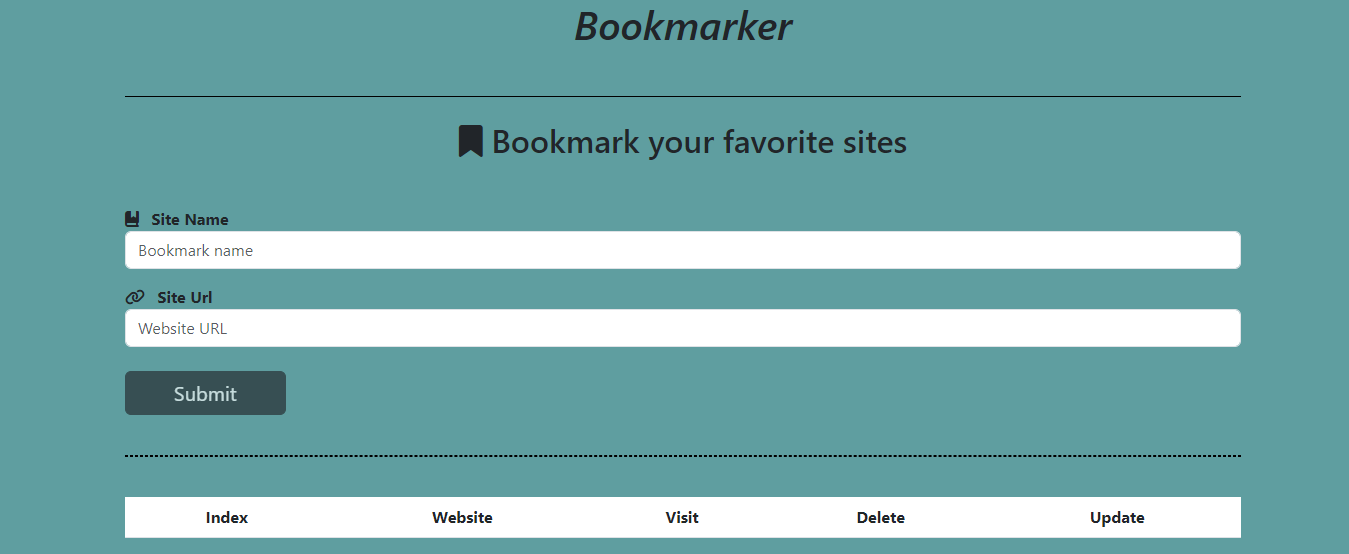 Bookmarker
Bookmark your favorite sites
Site Name
Bookmark name
Site Url
Website URL
Submit
Index Website Visit Delete Update